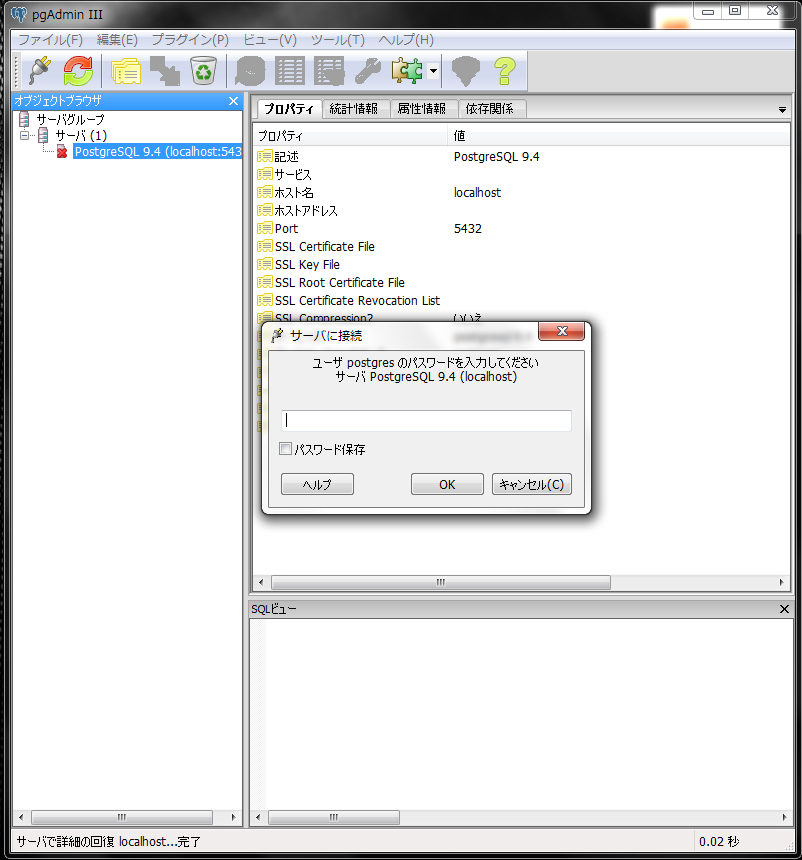 pgAdmin III
ファイル(F) 編集(E) プラグイン(P) ビュー(V) ツール(T) ヘルプ(H)
オブジェクトブラウザ
サーバグループ
サーバ (1)
PostgreSQL 9.4 (localhost:543
プロパティ 統計情報 属性情報 依存関係
プロパティ 値
記述 PostgreSQL 9.4
サービス
ホスト名 localhost
ホストアドレス
Port 5432
SSL Certificate File
SSL Key File
SSL Root Certificate File
SSL Certificate Revocation List
SSL Compression? いいえ
サーバに接続
ユーザ postgres のパスワードを入力してください
サーバ PostgreSQL 9.4 (localhost)
パスワード保存
ヘルプ OK キャンセル(C)
SQLビュー
サーバで詳細の回復 localhost...完了 0.02 秒